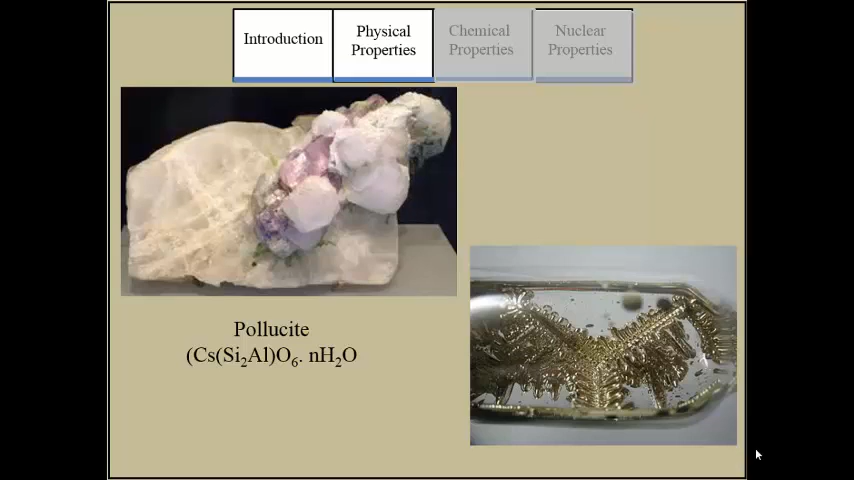 Introduction
Physical
Properties
Chemical
Properties
Nuclear
Properties
Pollucite
(Cs(Si₂Al)O₆. nH₂O